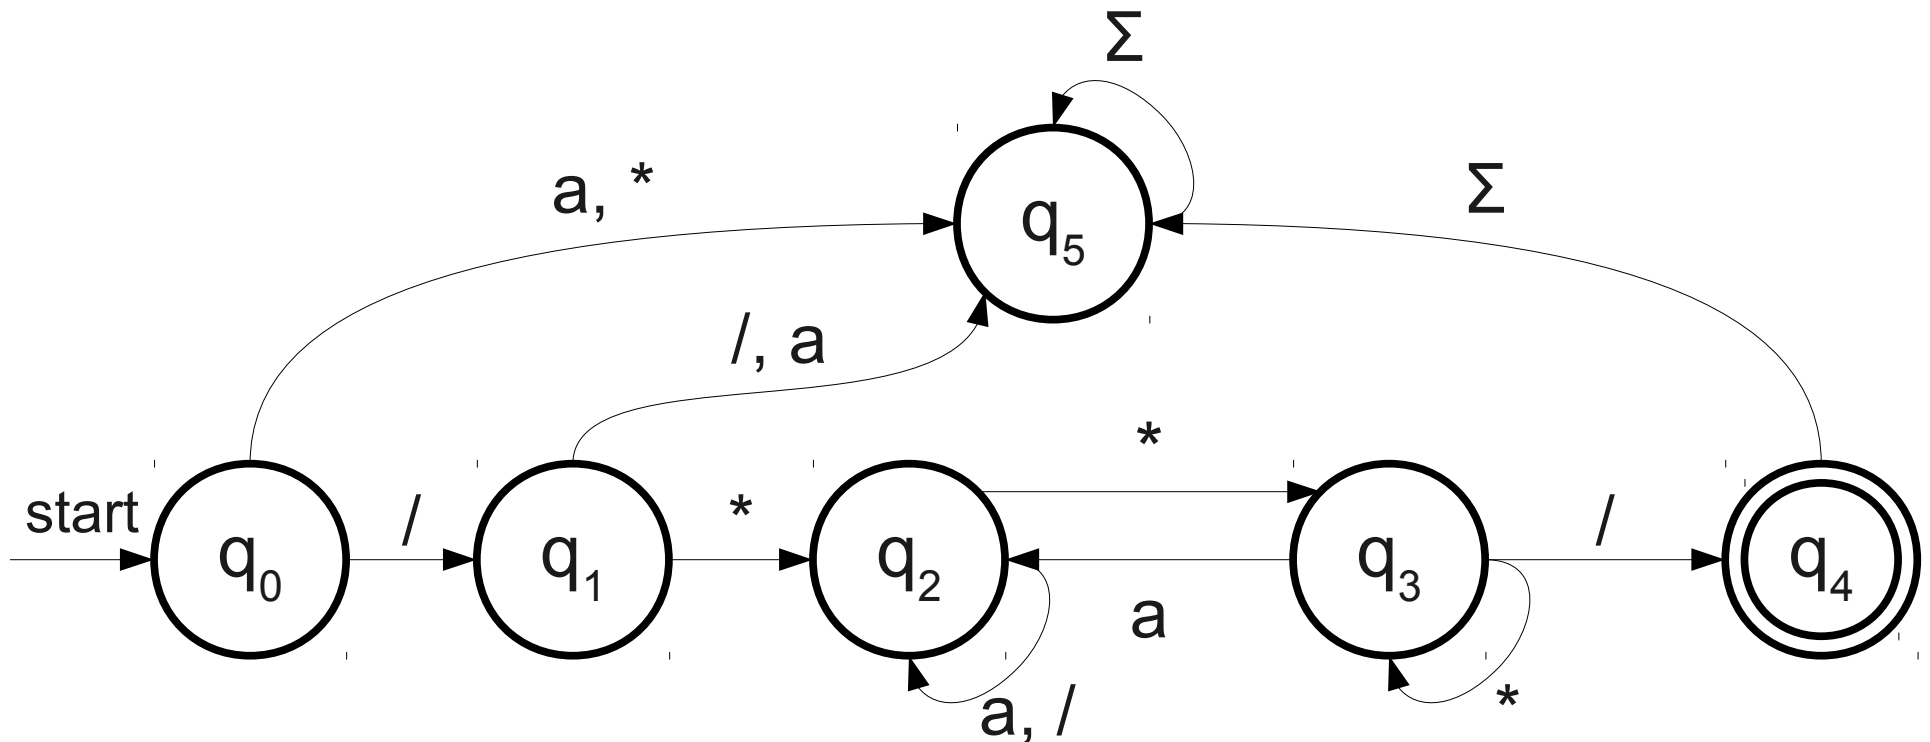 Σ
a, *
Σ
q5
/, a
*
start
/
*
/
q0
q1
q2
q3
q4
a
a, /
*